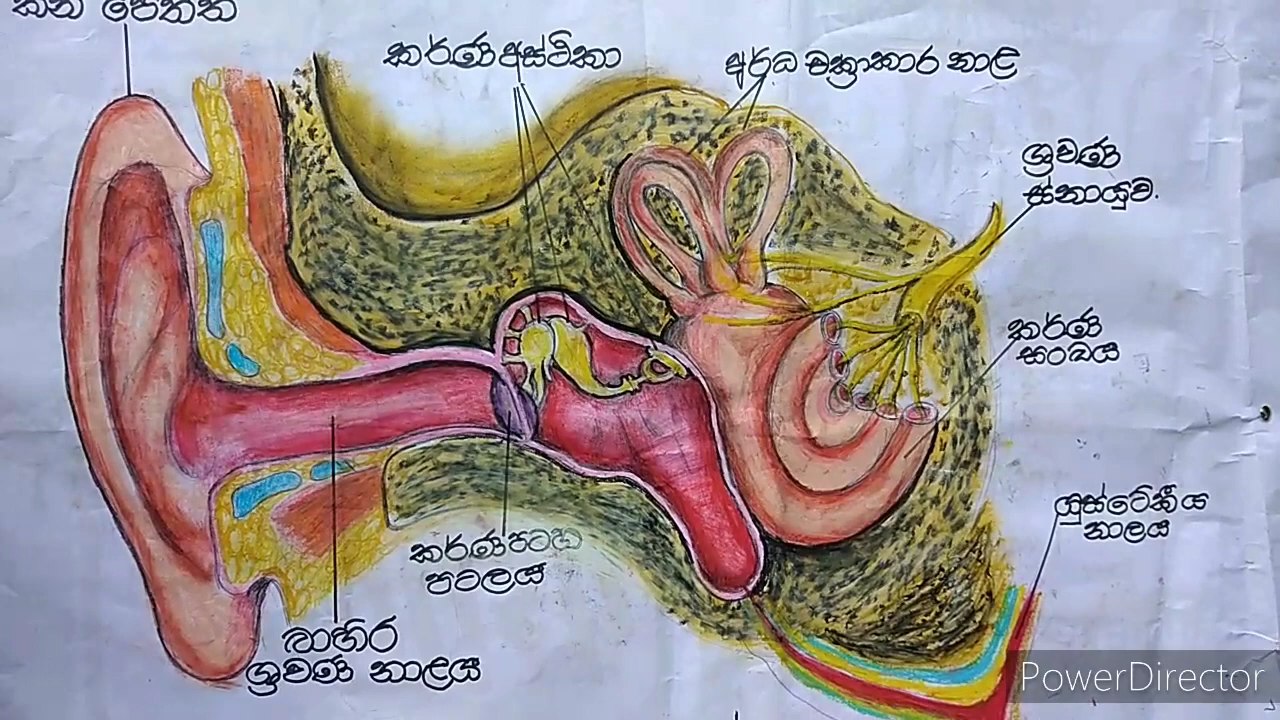 කන් පෙත්ත
කර්ණ අස්ථිකා
අර්ධ චක්‍රාකාර නාල
ශ්‍රවණ
ස්නායුව.
කර්ණ
ශංඛය
යුස්ටේකීය
නාලය
කර්ණපටහ
පටලය
බාහිර
ශ්‍රවණ නාලය
PowerDirector